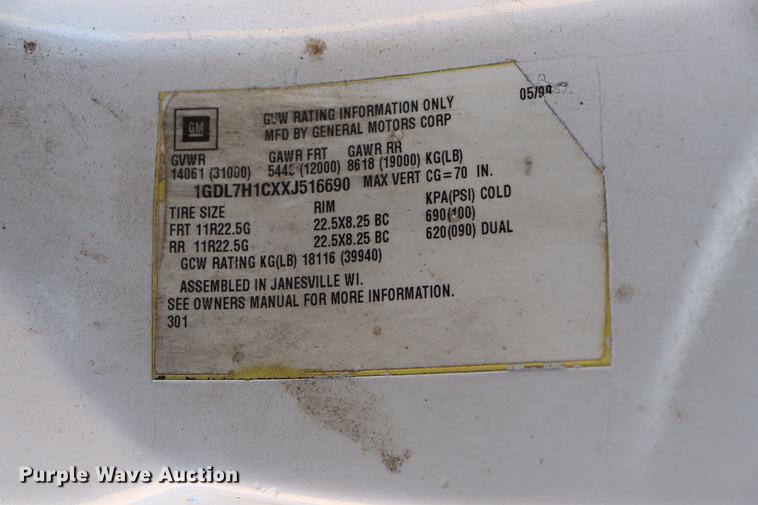 05/99
GM
GVW RATING INFORMATION ONLY
MFD BY GENERAL MOTORS CORP
GVWR GAWR FRT GAWR RR
14061 (31000) 5443 (12000) 8618 (19000) KG(LB)
1GDL7H1CXXJ516690 MAX VERT CG=70 IN.
TIRE SIZE RIM KPA(PSI) COLD
FRT 11R22.5G 22.5X8.25 BC 690(100)
RR 11R22.5G 22.5X8.25 BC 620(090) DUAL
GCW RATING KG(LB) 18116 (39940)
ASSEMBLED IN JANESVILLE WI.
SEE OWNERS MANUAL FOR MORE INFORMATION.
301
Purple Wave Auction